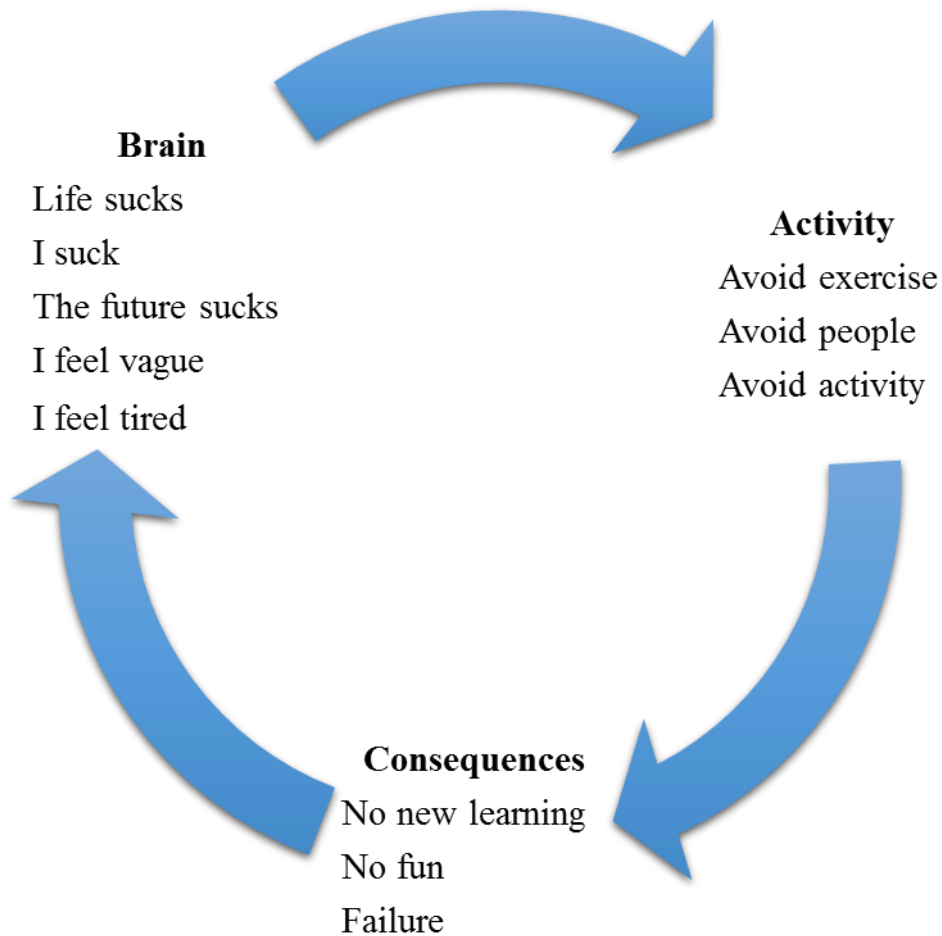 Brain
Life sucks
I suck
The future sucks
I feel vague
I feel tired
Activity
Avoid exercise
Avoid people
Avoid activity
Consequences
No new learning
No fun
Failure